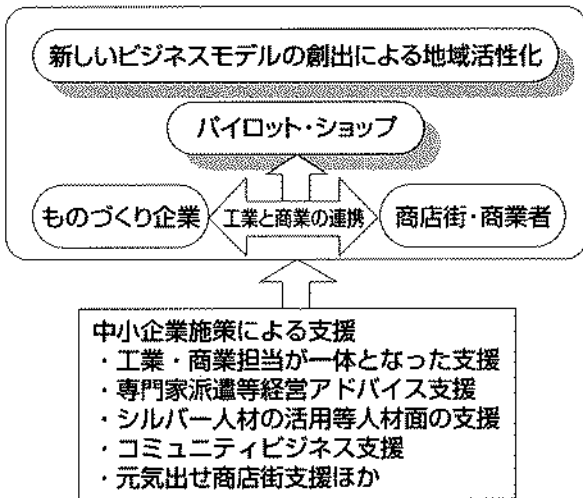 新しいビジネスモデルの創出による地域活性化
パイロット・ショップ
ものづくり企業
工業と商業の連携
商店街・商業者
中小企業施策による支援
・工業・商業担当が一体となった支援
・専門家派遣等経営アドバイス支援
・シルバー人材の活用等人材面の支援
・コミュニティビジネス支援
・元気出せ商店街支援ほか